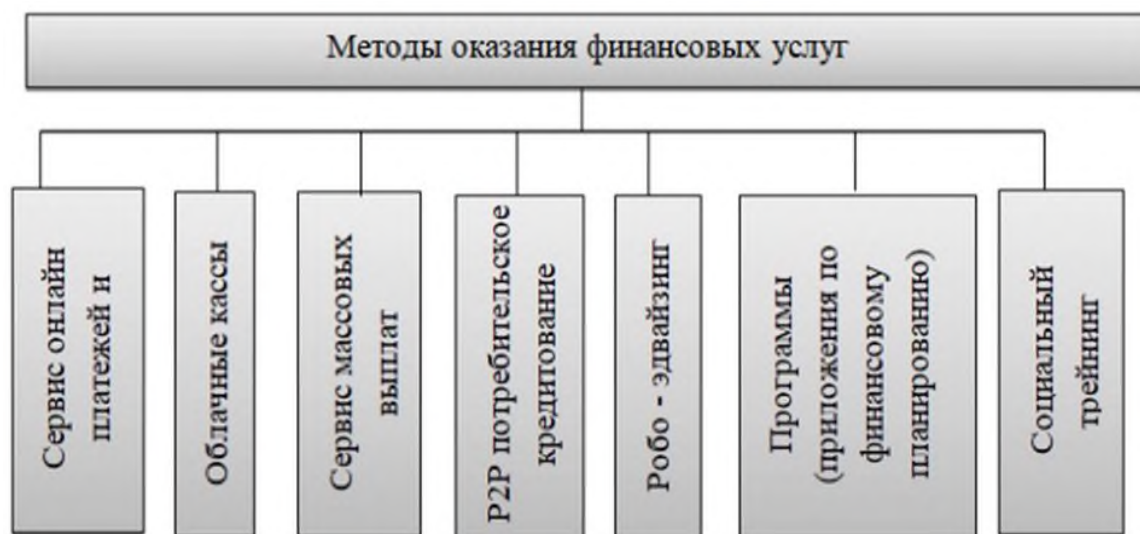 Методы оказания финансовых услуг
Сервис онлайн
платежей и
Облачные кассы
Сервис массовых
выплат
P2P потребительское
кредитование
Робо - эдвайзинг
Программы
(приложения по
финансовому
планированию)
Социальный
трейнинг